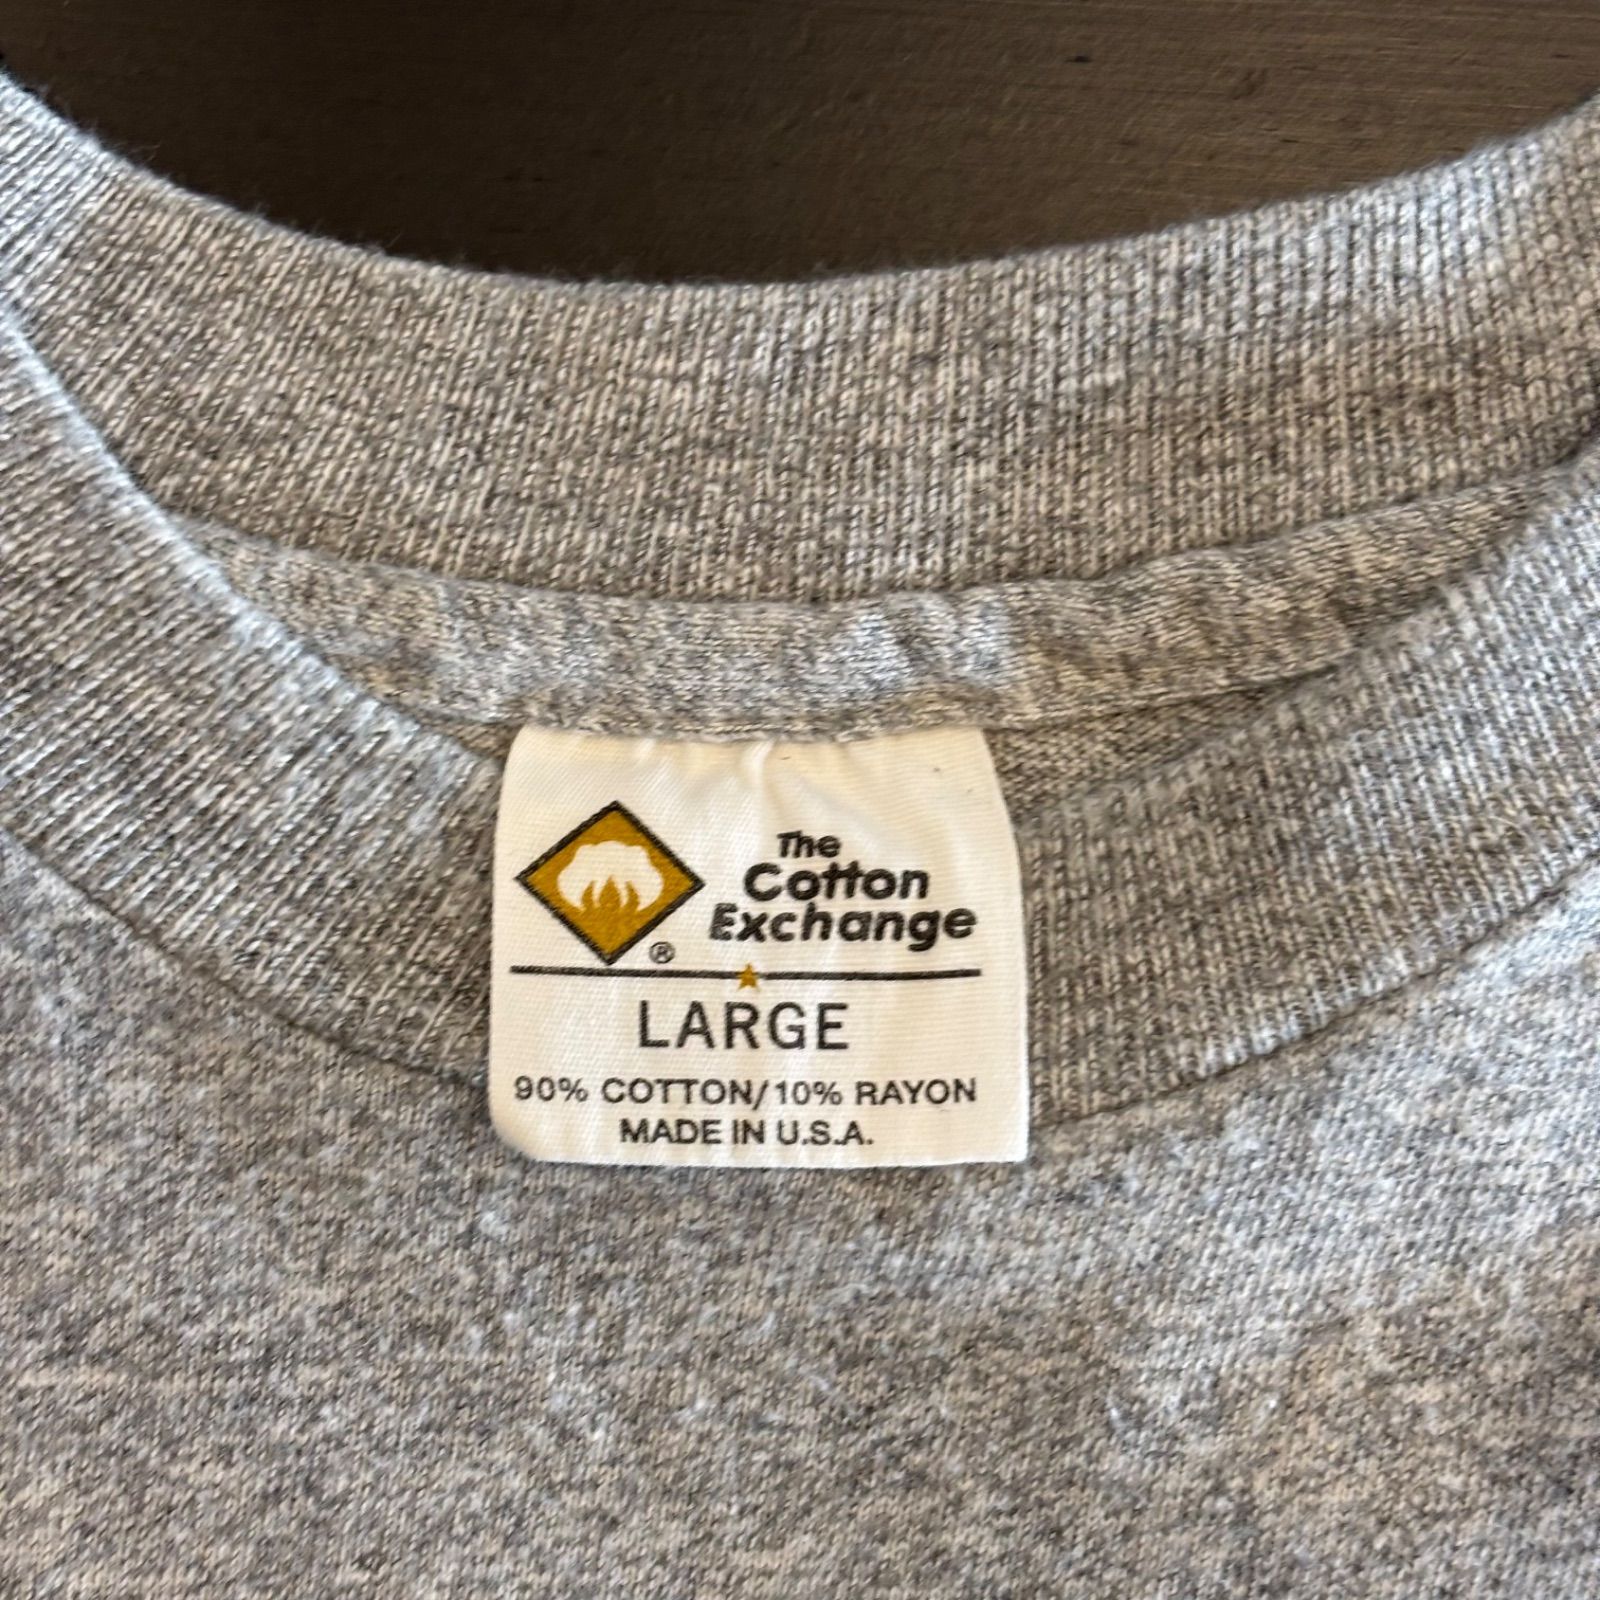 The
Cotton
Exchange
®
LARGE
90% COTTON/10% RAYON
MADE IN U.S.A.